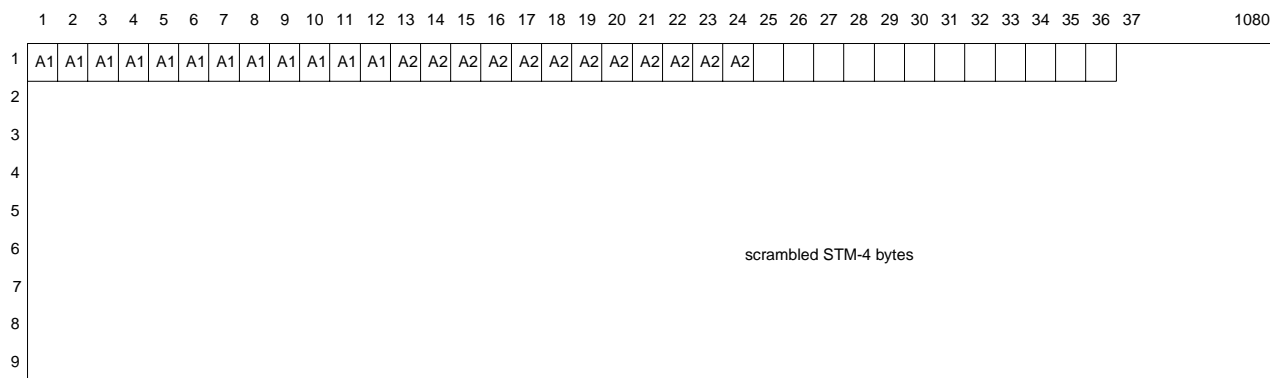 1 2 3 4 5 6 7 8 9 10 11 12 13 14 15 16 17 18 19 20 21 22 23 24 25 26 27 28 29 30 31 32 33 34 35 36 37 1080
1 A1 A1 A1 A1 A1 A1 A1 A1 A1 A1 A1 A1 A2 A2 A2 A2 A2 A2 A2 A2 A2 A2 A2 A2
2
3
4
5
6 scrambled STM-4 bytes
7
8
9